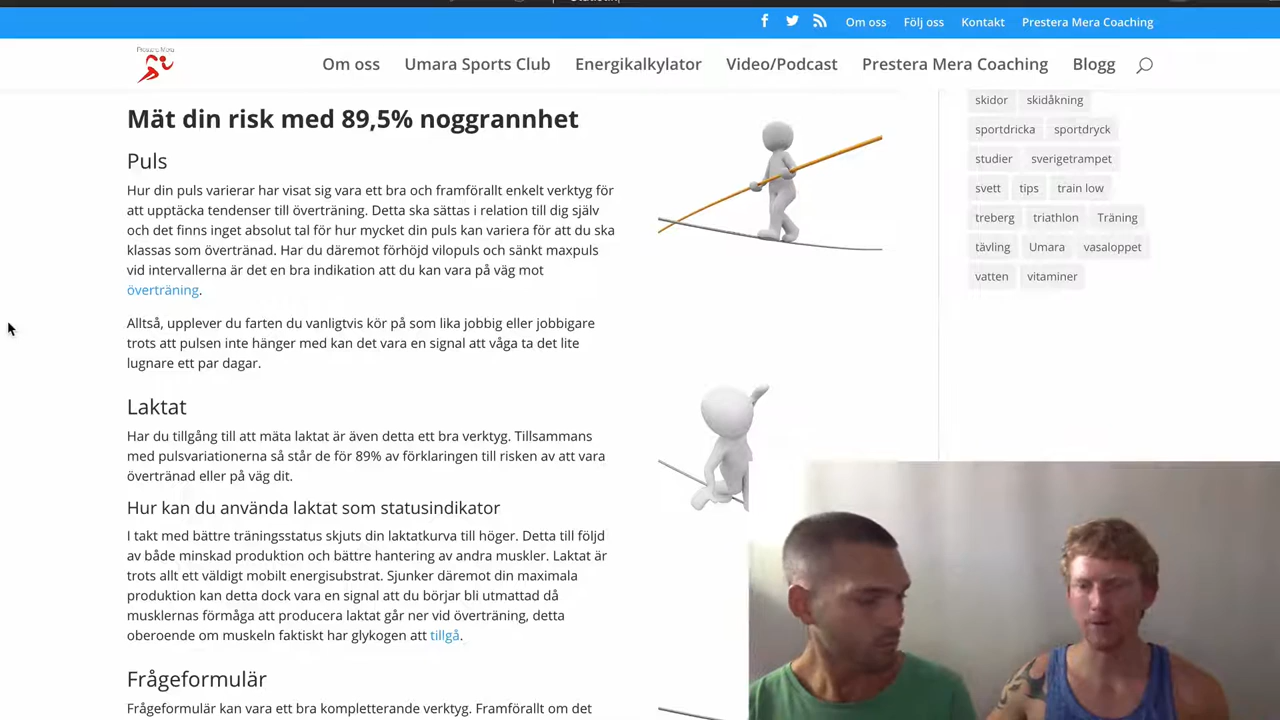 Om oss
Följ oss
Kontakt
Prestera Mera Coaching
Prestera Mera
Om oss
Umara Sports Club
Energikalkylator
Video/Podcast
Prestera Mera Coaching
Blogg
Mät din risk med 89,5% noggrannhet
Puls
Hur din puls varierar har visat sig vara ett bra och framförallt enkelt verktyg för
att upptäcka tendenser till överträning. Detta ska sättas i relation till dig själv
och det finns inget absolut tal för hur mycket din puls kan variera för att du ska
klassas som övertränad. Har du däremot förhöjd vilopuls och sänkt maxpuls
vid intervallerna är det en bra indikation att du kan vara på väg mot
överträning.
Alltså, upplever du farten du vanligtvis kör på som lika jobbig eller jobbigare
trots att pulsen inte hänger med kan det vara en signal att våga ta det lite
lugnare ett par dagar.
Laktat
Har du tillgång till att mäta laktat är även detta ett bra verktyg. Tillsammans
med pulsvariationerna så står de för 89% av förklaringen till risken av att vara
övertränad eller på väg dit.
Hur kan du använda laktat som statusindikator
I takt med bättre träningsstatus skjuts din laktatkurva till höger. Detta till följd
av både minskad produktion och bättre hantering av andra muskler. Laktat är
trots allt ett väldigt mobilt energisubstrat. Sjunker däremot din maximala
produktion kan detta dock vara en signal att du börjar bli utmattad då
musklernas förmåga att producera laktat går ner vid överträning, detta
oberoende om muskeln faktiskt har glykogen att tillgå.
Frågeformulär
Frågeformulär kan vara ett bra kompletterande verktyg. Framförallt om det
skidor skidåkning
sportdricka sportdryck
studier sverigetrampet
svett tips train low
treberg triathlon Träning
tävling Umara vasaloppet
vatten vitaminer